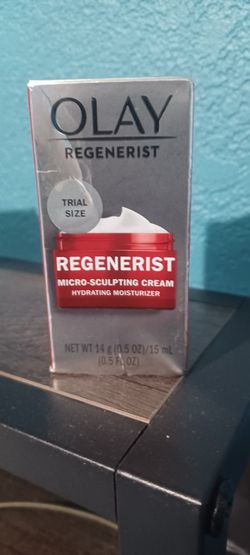 OLAY
REGENERIST
TRIAL
SIZE
REGENERIST
MICRO-SCULPTING CREAM
HYDRATING MOISTURIZER
NET WT 14 g (0.5 OZ)/15 mL
(0.5 FL OZ)